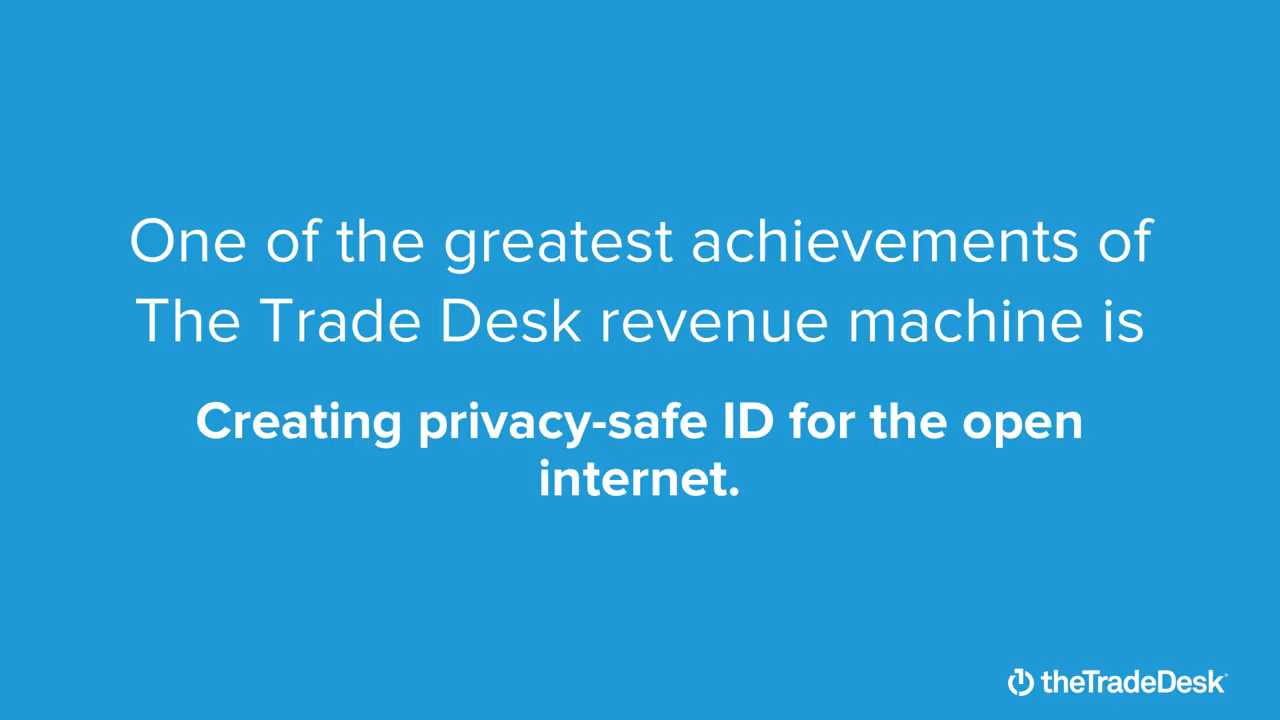 One of the greatest achievements of
The Trade Desk revenue machine is
Creating privacy-safe ID for the open
internet.
theTradeDesk